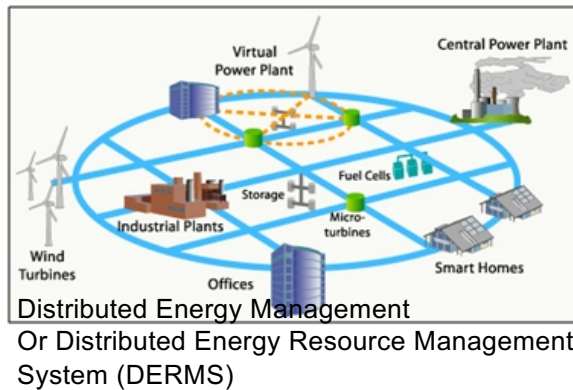 Virtual
Power Plant
Central Power Plant
Fuel Cells
Storage
Industrial Plants
Micro-
turbines
Wind
Turbines
Smart Homes
Offices
Distributed Energy Management
Or Distributed Energy Resource Management
System (DERMS)